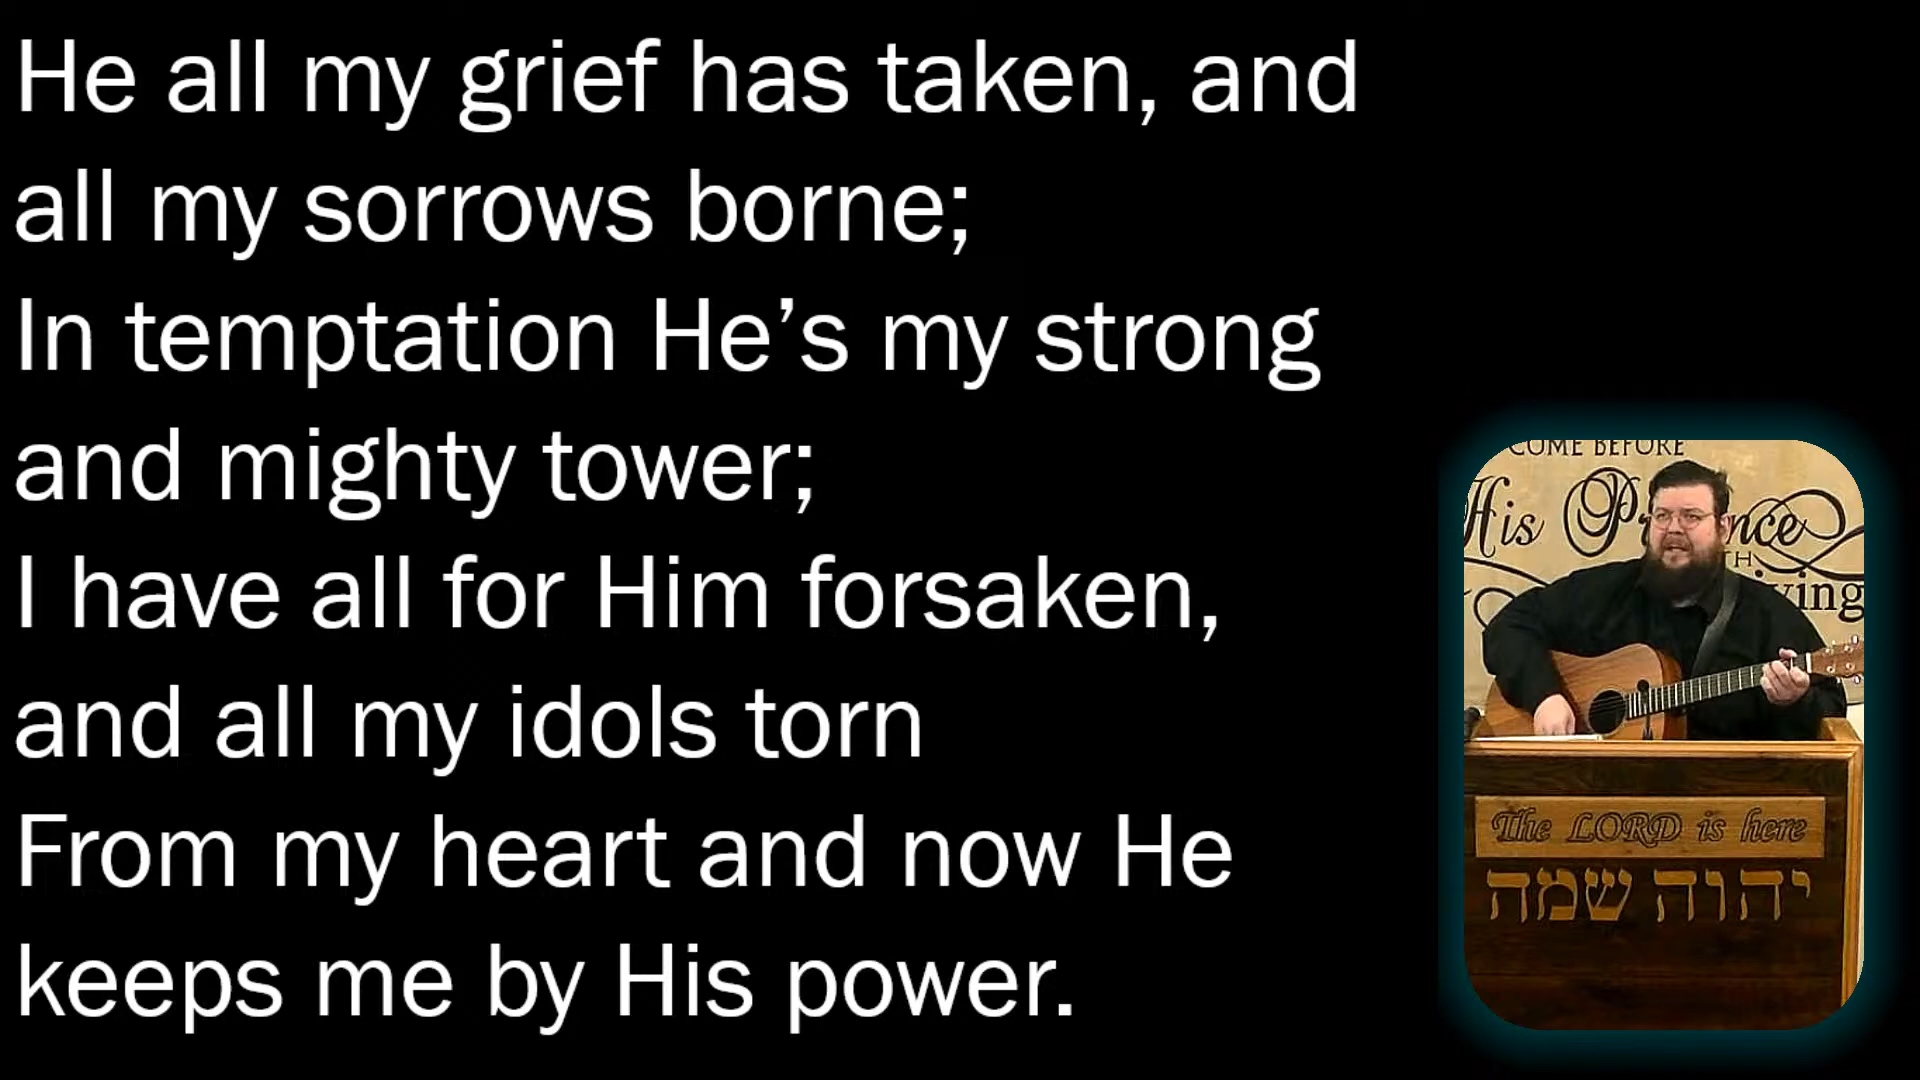 He all my grief has taken, and
all my sorrows borne;
In temptation He’s my strong
and mighty tower;
I have all for Him forsaken,
and all my idols torn
From my heart and now He
keeps me by His power.
COME BEFORE
His
The LORD is here
יהוה שמה